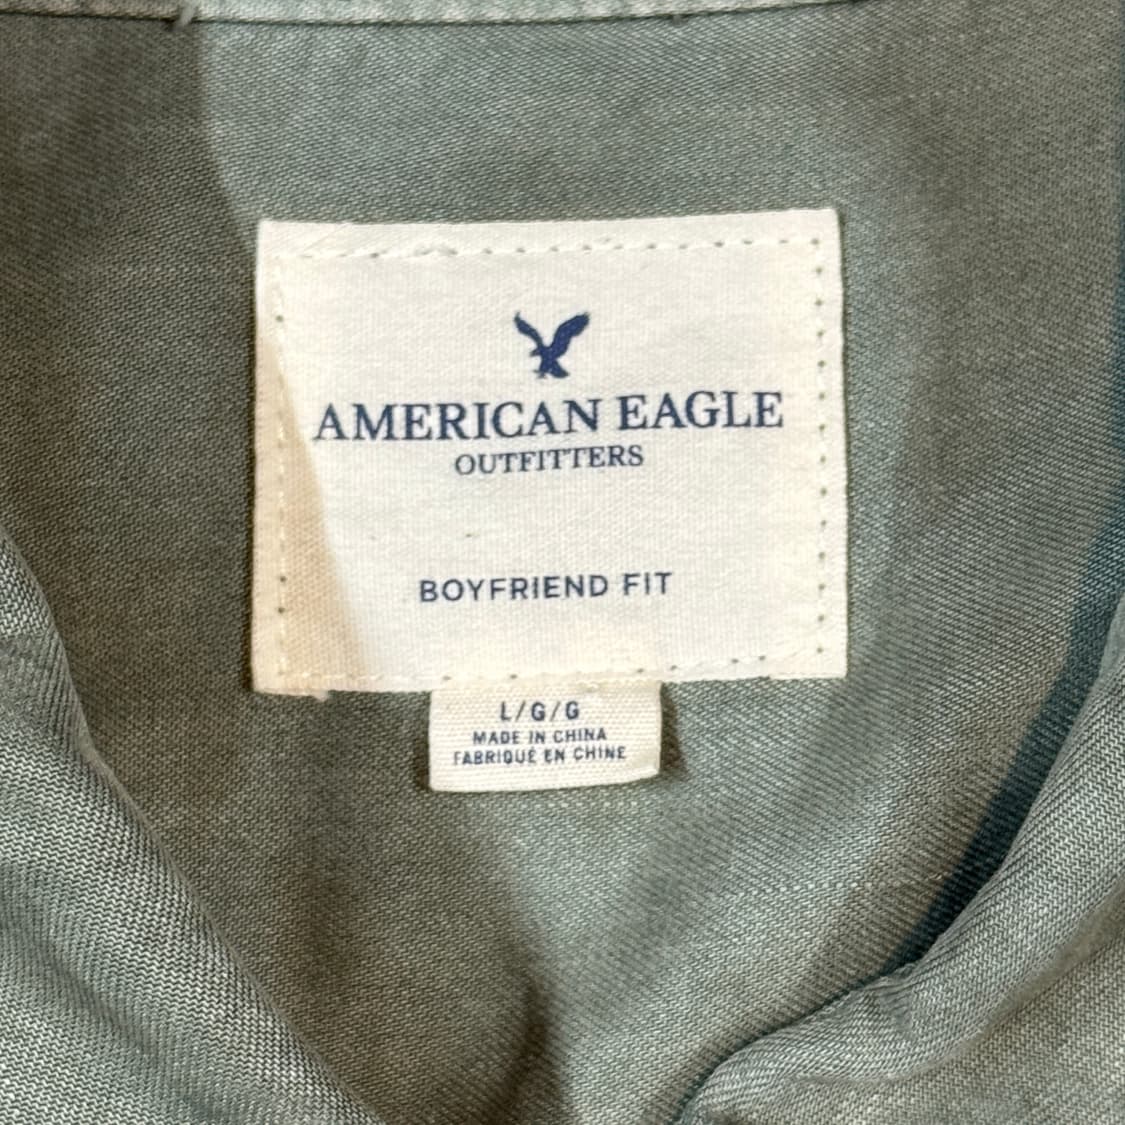 AMERICAN EAGLE
OUTFITTERS
BOYFRIEND FIT
L/G/G
MADE IN CHINA
FABRIQUÉ EN CHINE